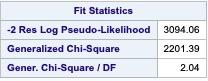 Fit Statistics
-2 Res Log Pseudo-Likelihood 3094.06
Generalized Chi-Square 2201.39
Gener. Chi-Square / DF 2.04